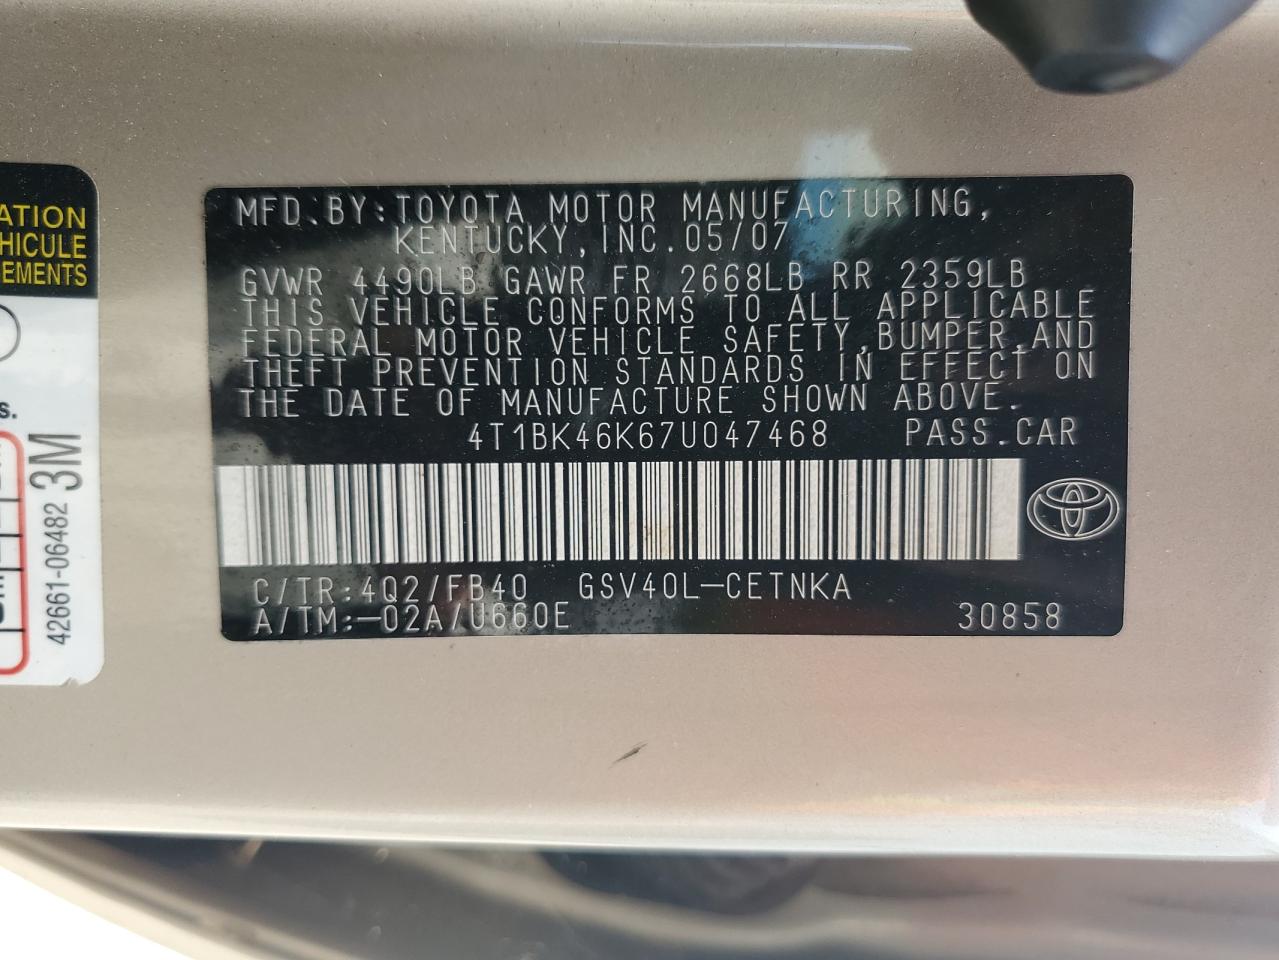 ATION
HICULE
EMENTS
s.
42661-06482 3M
MFD.BY:TOYOTA MOTOR MANUFACTURING,
KENTUCKY,INC.05/07
GVWR 4490LB GAWR FR 2668LB RR 2359LB
THIS VEHICLE CONFORMS TO ALL APPLICABLE
FEDERAL MOTOR VEHICLE SAFETY,BUMPER,AND
THEFT PREVENTION STANDARDS IN EFFECT ON
THE DATE OF MANUFACTURE SHOWN ABOVE.
4T1BK46K67U047468 PASS.CAR
C/TR:4Q2/FB40 GSV40L-CETNKA
A/TM:-02A/U660E 30858